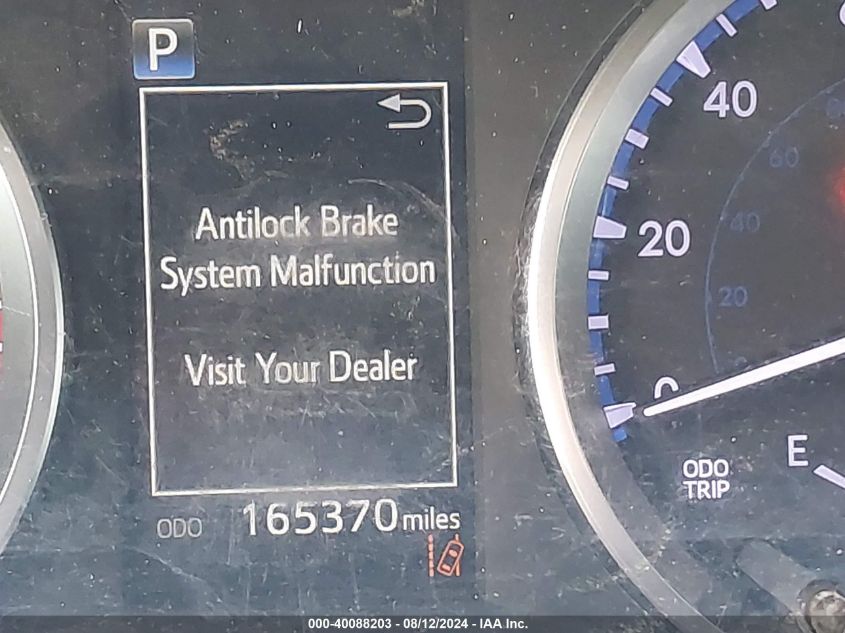 P
Antilock Brake
System Malfunction
Visit Your Dealer
ODO 165370 miles
40
20
0
60
40
20
E
ODO
TRIP
000-40088203 - 08/12/2024 - IAA Inc.